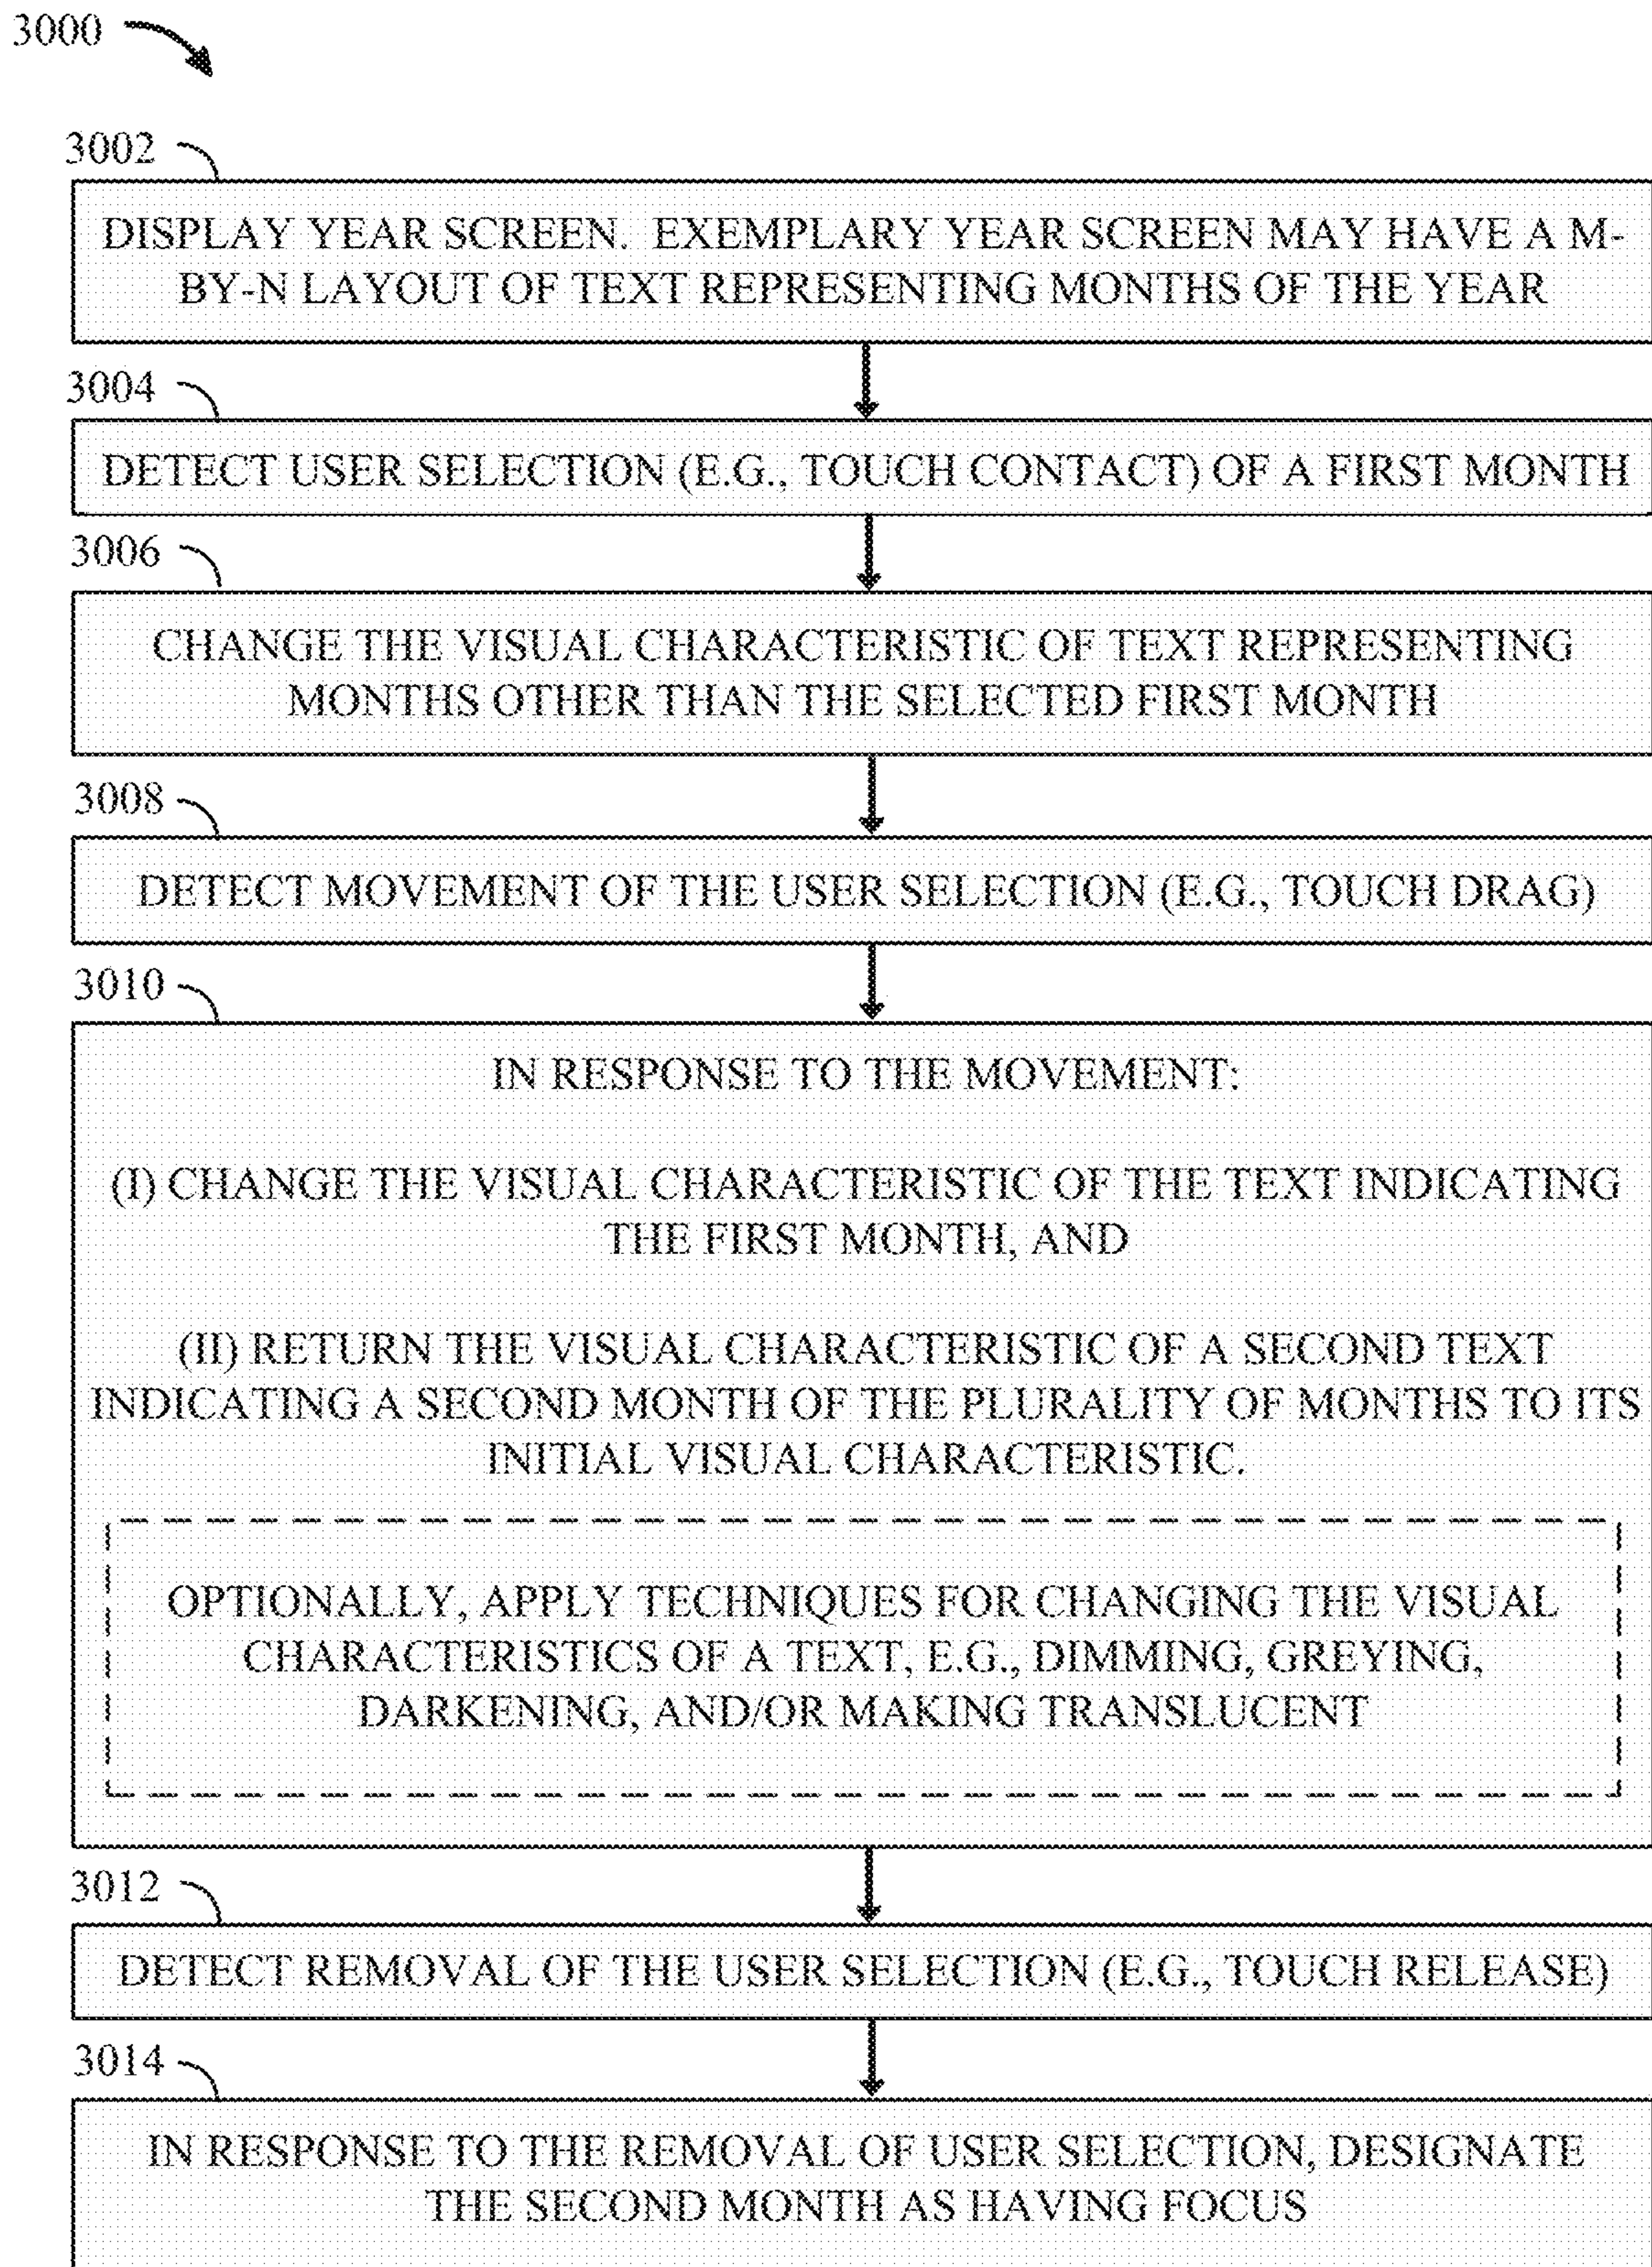 3000
3002
DISPLAY YEAR SCREEN. EXEMPLARY YEAR SCREEN MAY HAVE A M-
BY-N LAYOUT OF TEXT REPRESENTING MONTHS OF THE YEAR
3004
DETECT USER SELECTION (E.G., TOUCH CONTACT) OF A FIRST MONTH
3006
CHANGE THE VISUAL CHARACTERISTIC OF TEXT REPRESENTING
MONTHS OTHER THAN THE SELECTED FIRST MONTH
3008
DETECT MOVEMENT OF THE USER SELECTION (E.G., TOUCH DRAG)
3010
IN RESPONSE TO THE MOVEMENT:
(I) CHANGE THE VISUAL CHARACTERISTIC OF THE TEXT INDICATING
THE FIRST MONTH, AND
(II) RETURN THE VISUAL CHARACTERISTIC OF A SECOND TEXT
INDICATING A SECOND MONTH OF THE PLURALITY OF MONTHS TO ITS
INITIAL VISUAL CHARACTERISTIC.
OPTIONALLY, APPLY TECHNIQUES FOR CHANGING THE VISUAL
CHARACTERISTICS OF A TEXT, E.G., DIMMING, GREYING,
DARKENING, AND/OR MAKING TRANSLUCENT
3012
DETECT REMOVAL OF THE USER SELECTION (E.G., TOUCH RELEASE)
3014
IN RESPONSE TO THE REMOVAL OF USER SELECTION, DESIGNATE
THE SECOND MONTH AS HAVING FOCUS